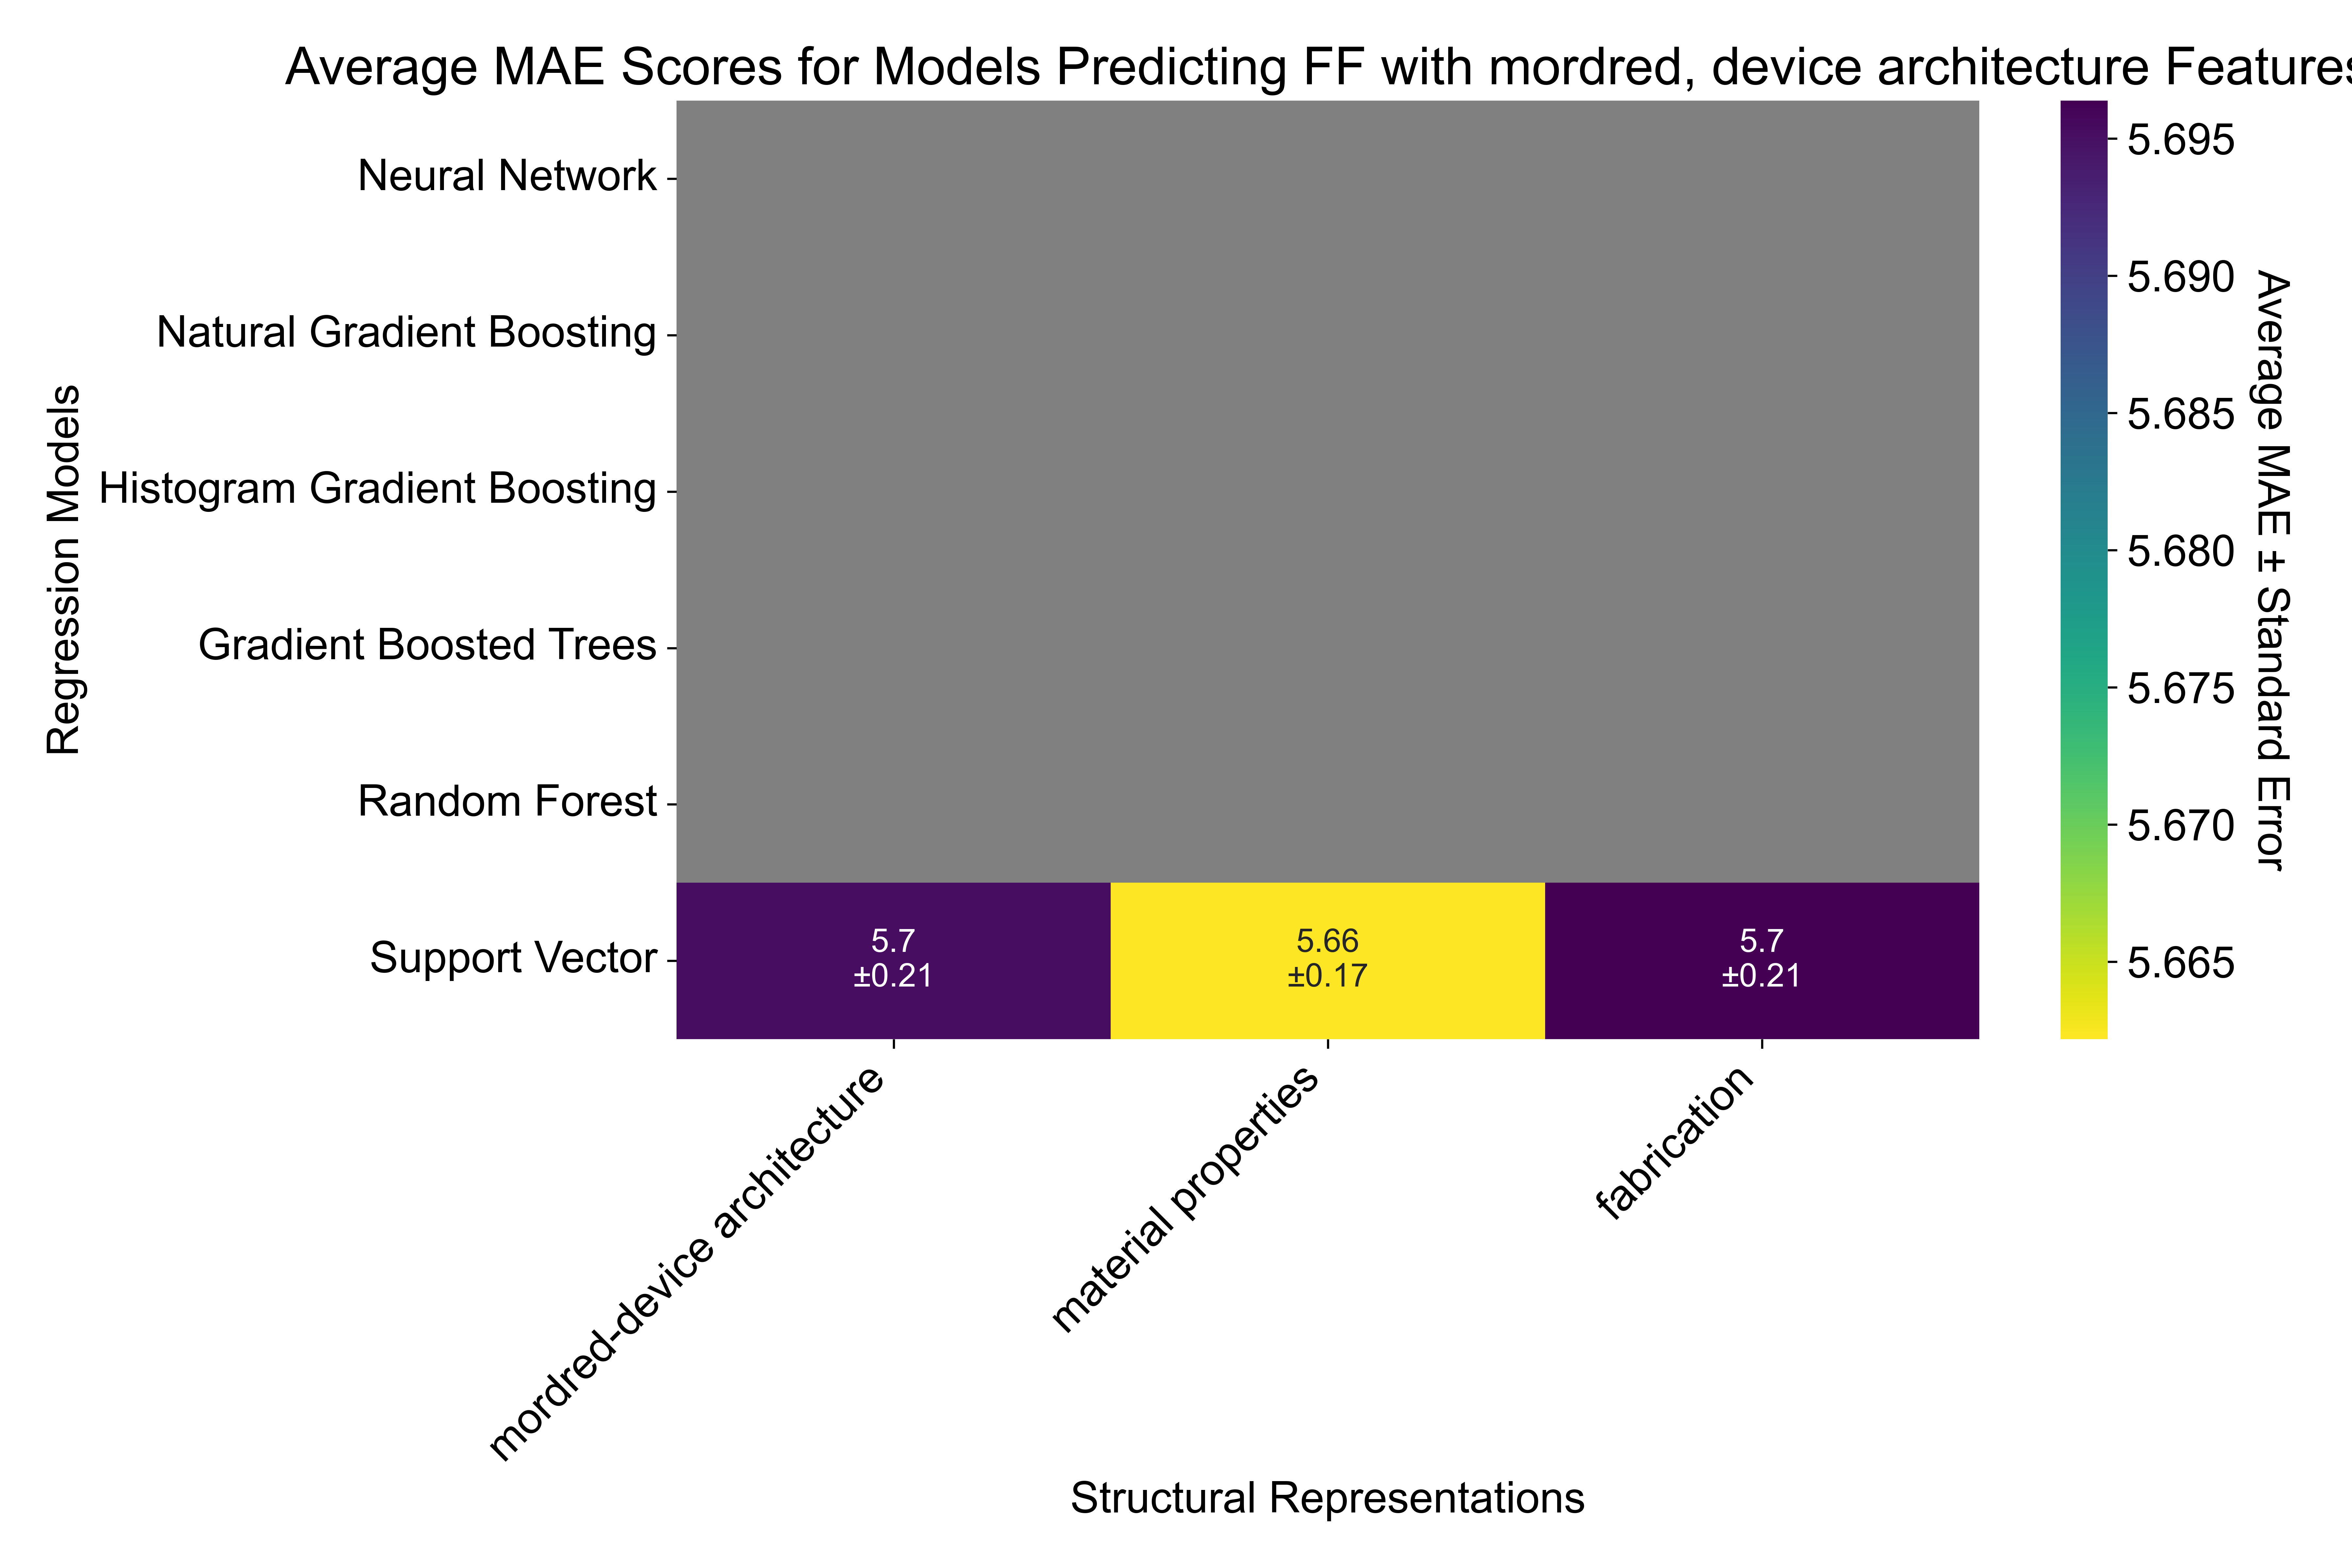 Average MAE Scores for Models Predicting FF with mordred, device architecture Features
Regression Models
Neural Network
Natural Gradient Boosting
Histogram Gradient Boosting
Gradient Boosted Trees
Random Forest
Support Vector
5.7
±0.21
5.66
±0.17
5.7
±0.21
mordred-device architecture
material properties
fabrication
Structural Representations
5.695
5.690
5.685
5.680
5.675
5.670
5.665
Average MAE ± Standard Error